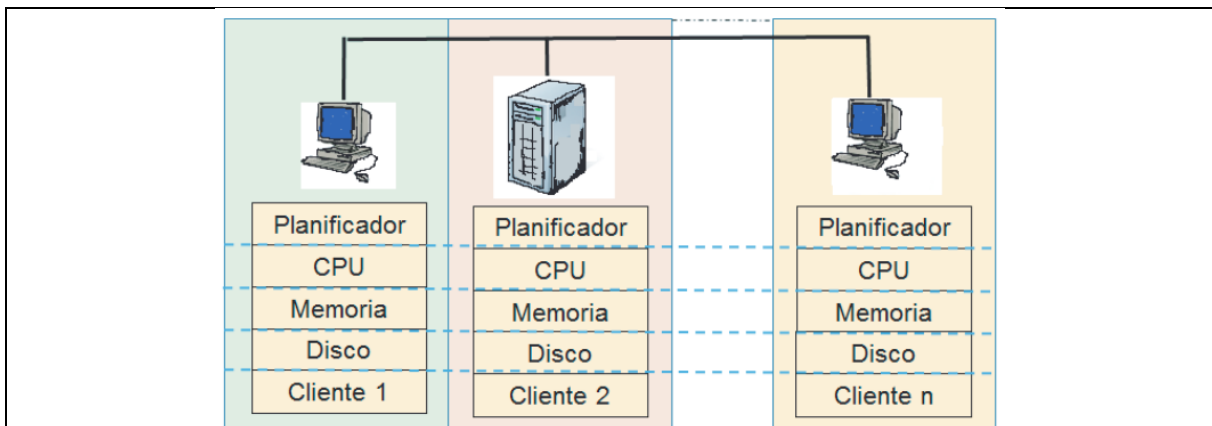 Planificador Planificador Planificador
CPU CPU CPU
Memoria Memoria Memoria
Disco Disco Disco
Cliente 1 Cliente 2 Cliente n